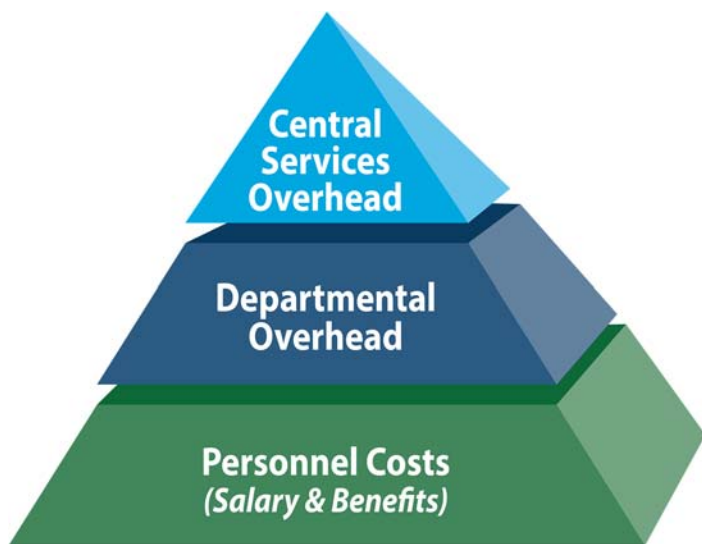 Central
Services
Overhead
Departmental
Overhead
Personnel Costs
(Salary & Benefits)